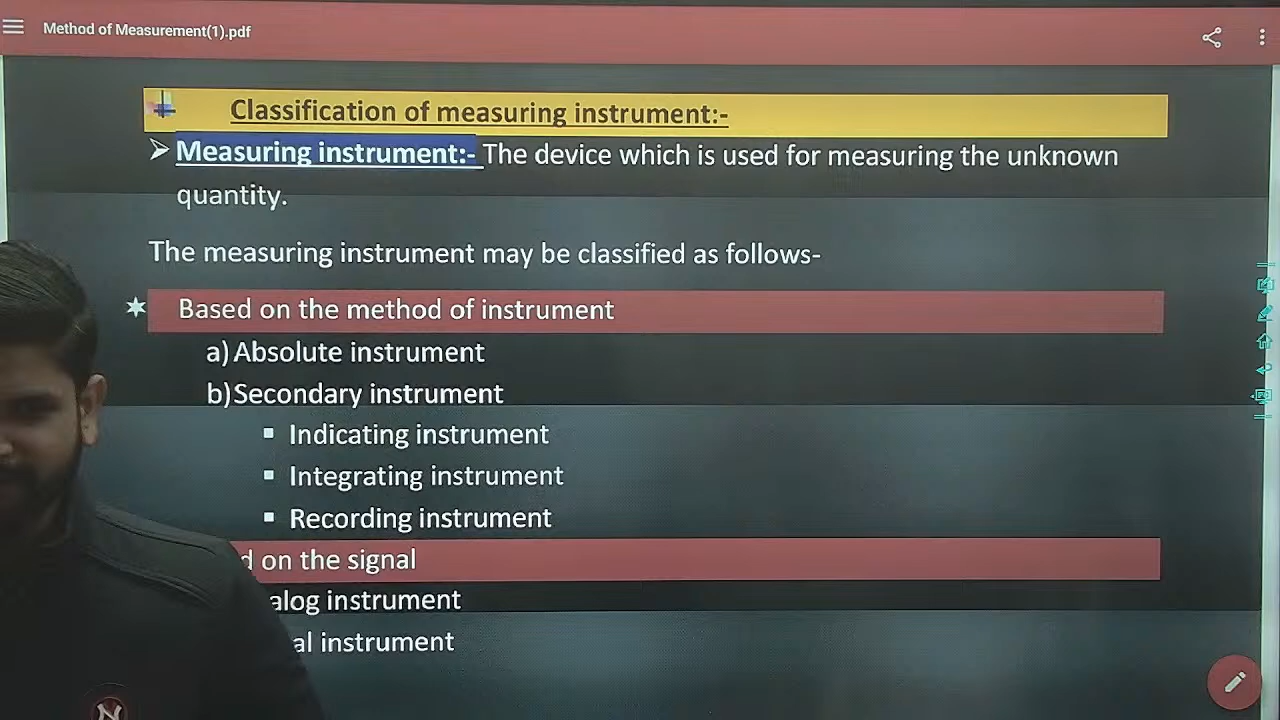 Method of Measurement(1).pdf
Classification of measuring instrument:-
Measuring instrument:- The device which is used for measuring the unknown
quantity.
The measuring instrument may be classified as follows-
Based on the method of instrument
a) Absolute instrument
b) Secondary instrument
▪ Indicating instrument
▪ Integrating instrument
▪ Recording instrument
d on the signal
alog instrument
al instrument
N